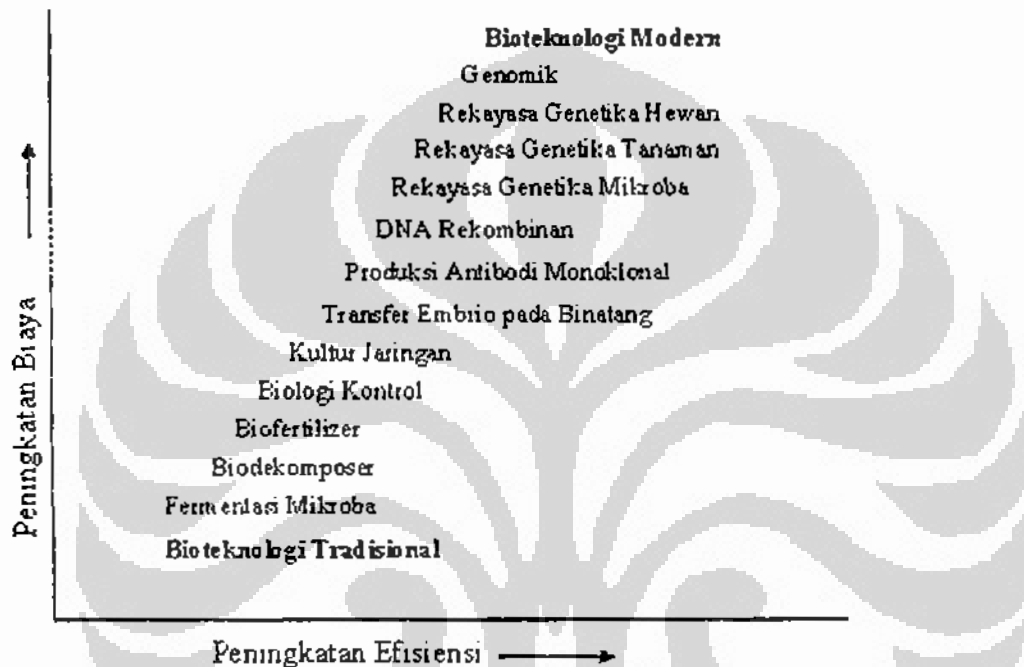 Bioteknologi Modern
Genomik
Rekayasa Genetika Hewan
Rekayasa Genetika Tanaman
Rekayasa Genetika Mikroba
DNA Rekombinan
Produksi Antibodi Monoklonal
Transfer Embrio pada Binatang
Kultur Jaringan
Biologi Kontrol
Biofertilizer
Biodekomposer
Fermentasi Mikroba
Bioteknologi Tradisional
Peningkatan Biaya
Peningkatan Efisiensi